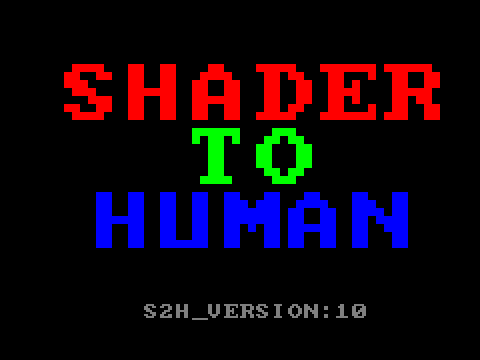 SHADER
TO
HUMAN
S2H_VERSION:10